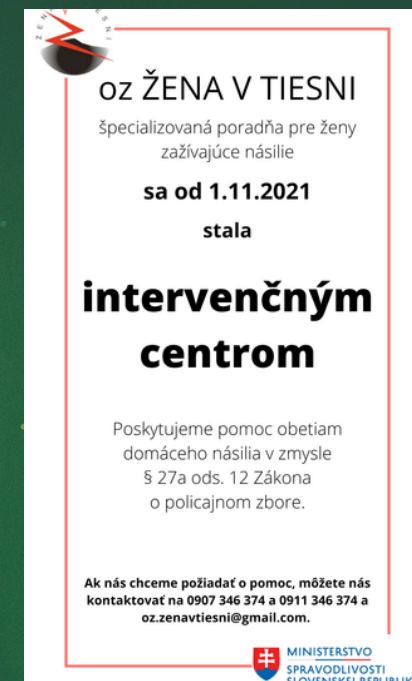 oz ŽENA V TIESNI
špecializovaná poradňa pre ženy
zažívajúce násilie
sa od 1.11.2021
stala
intervenčným
centrom
Poskytujeme pomoc obetiam
domáceho násilia v zmysle
§ 27a ods. 12 Zákona
o policajnom zbore.
Ak nás chceme požiadať o pomoc, môžete nás
kontaktovať na 0907 346 374 a 0911 346 374 a
oz.zenavtiesni@gmail.com.
MINISTERSTVO
SPRAVODLIVOSTI